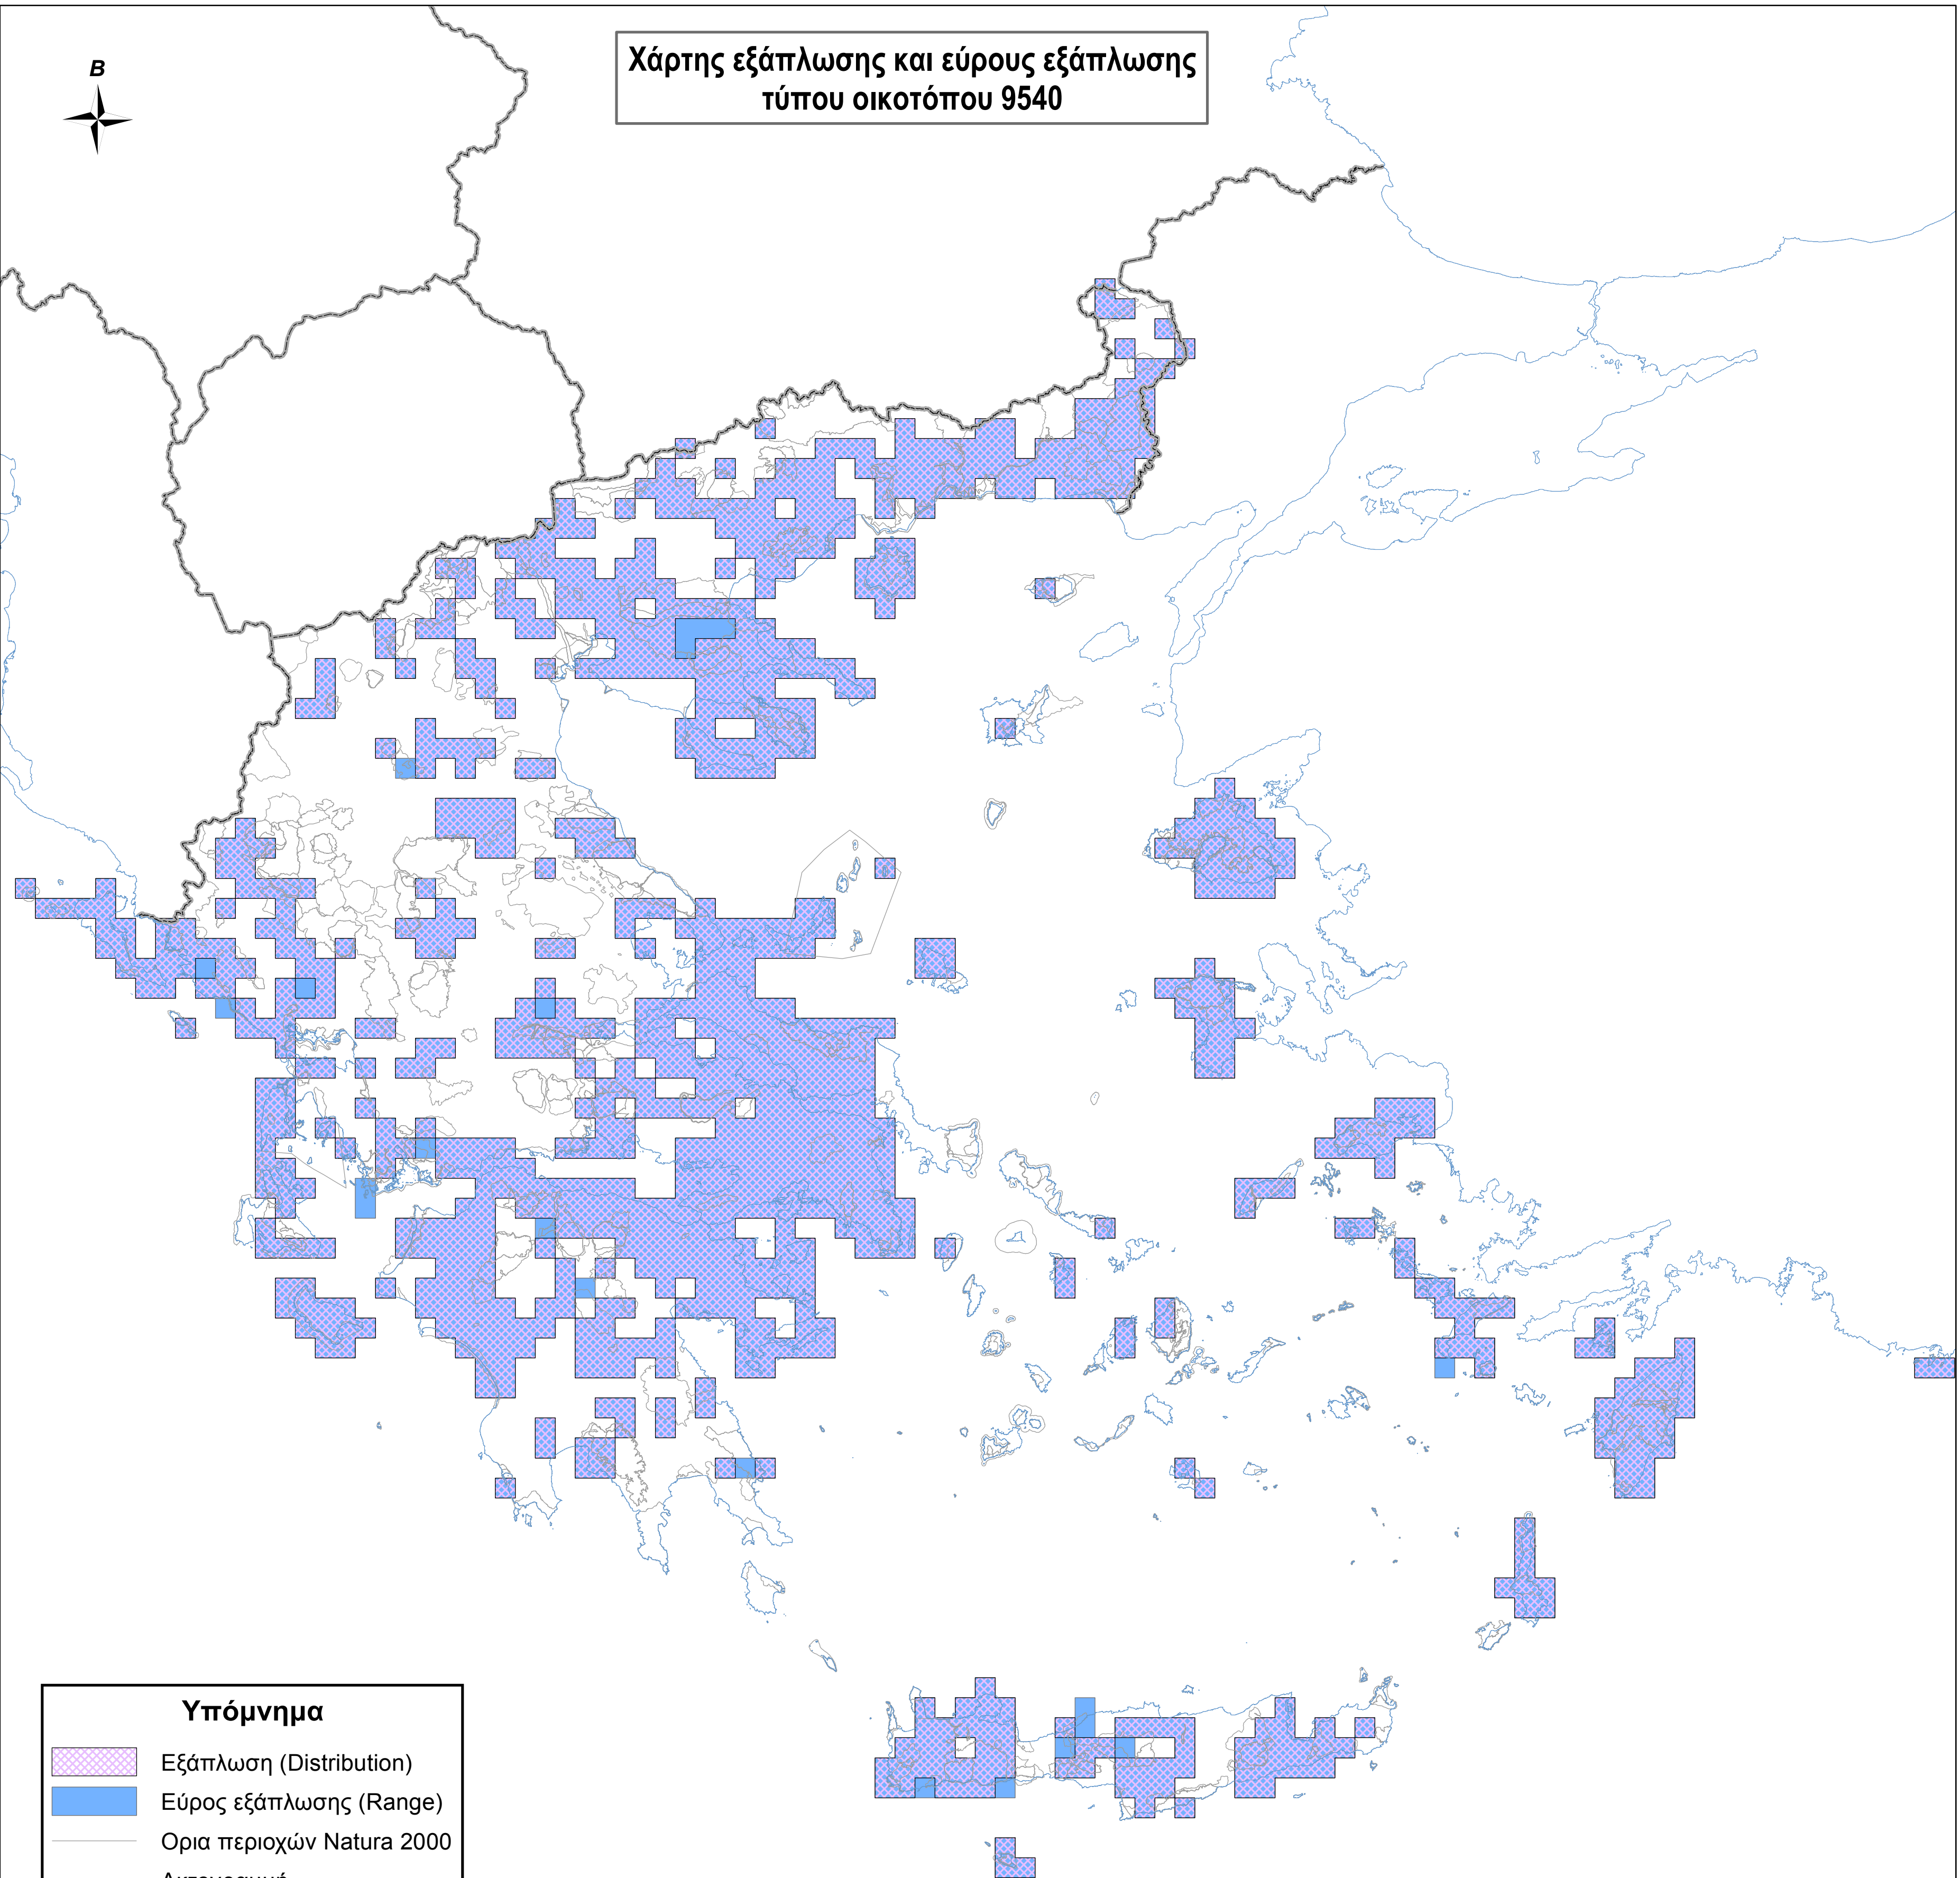 Χάρτης εξάπλωσης και εύρους εξάπλωσης
τύπου οικοτόπου 9540
Β
Υπόμνημα
Εξάπλωση (Distribution)
Εύρος εξάπλωσης (Range)
Ορια περιοχών Natura 2000